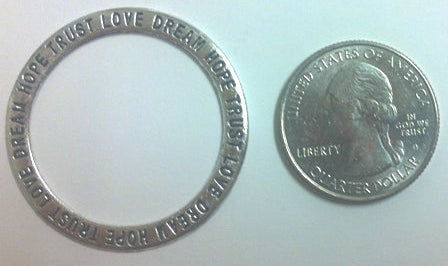 HOPE TRUST LOVE DREAM HOPE TRUST LOVE DREAM HOPE TRUST LOVE DREAM
UNITED STATES OF AMERICA
LIBERTY
IN
GOD WE
TRUST
QUARTER DOLLAR